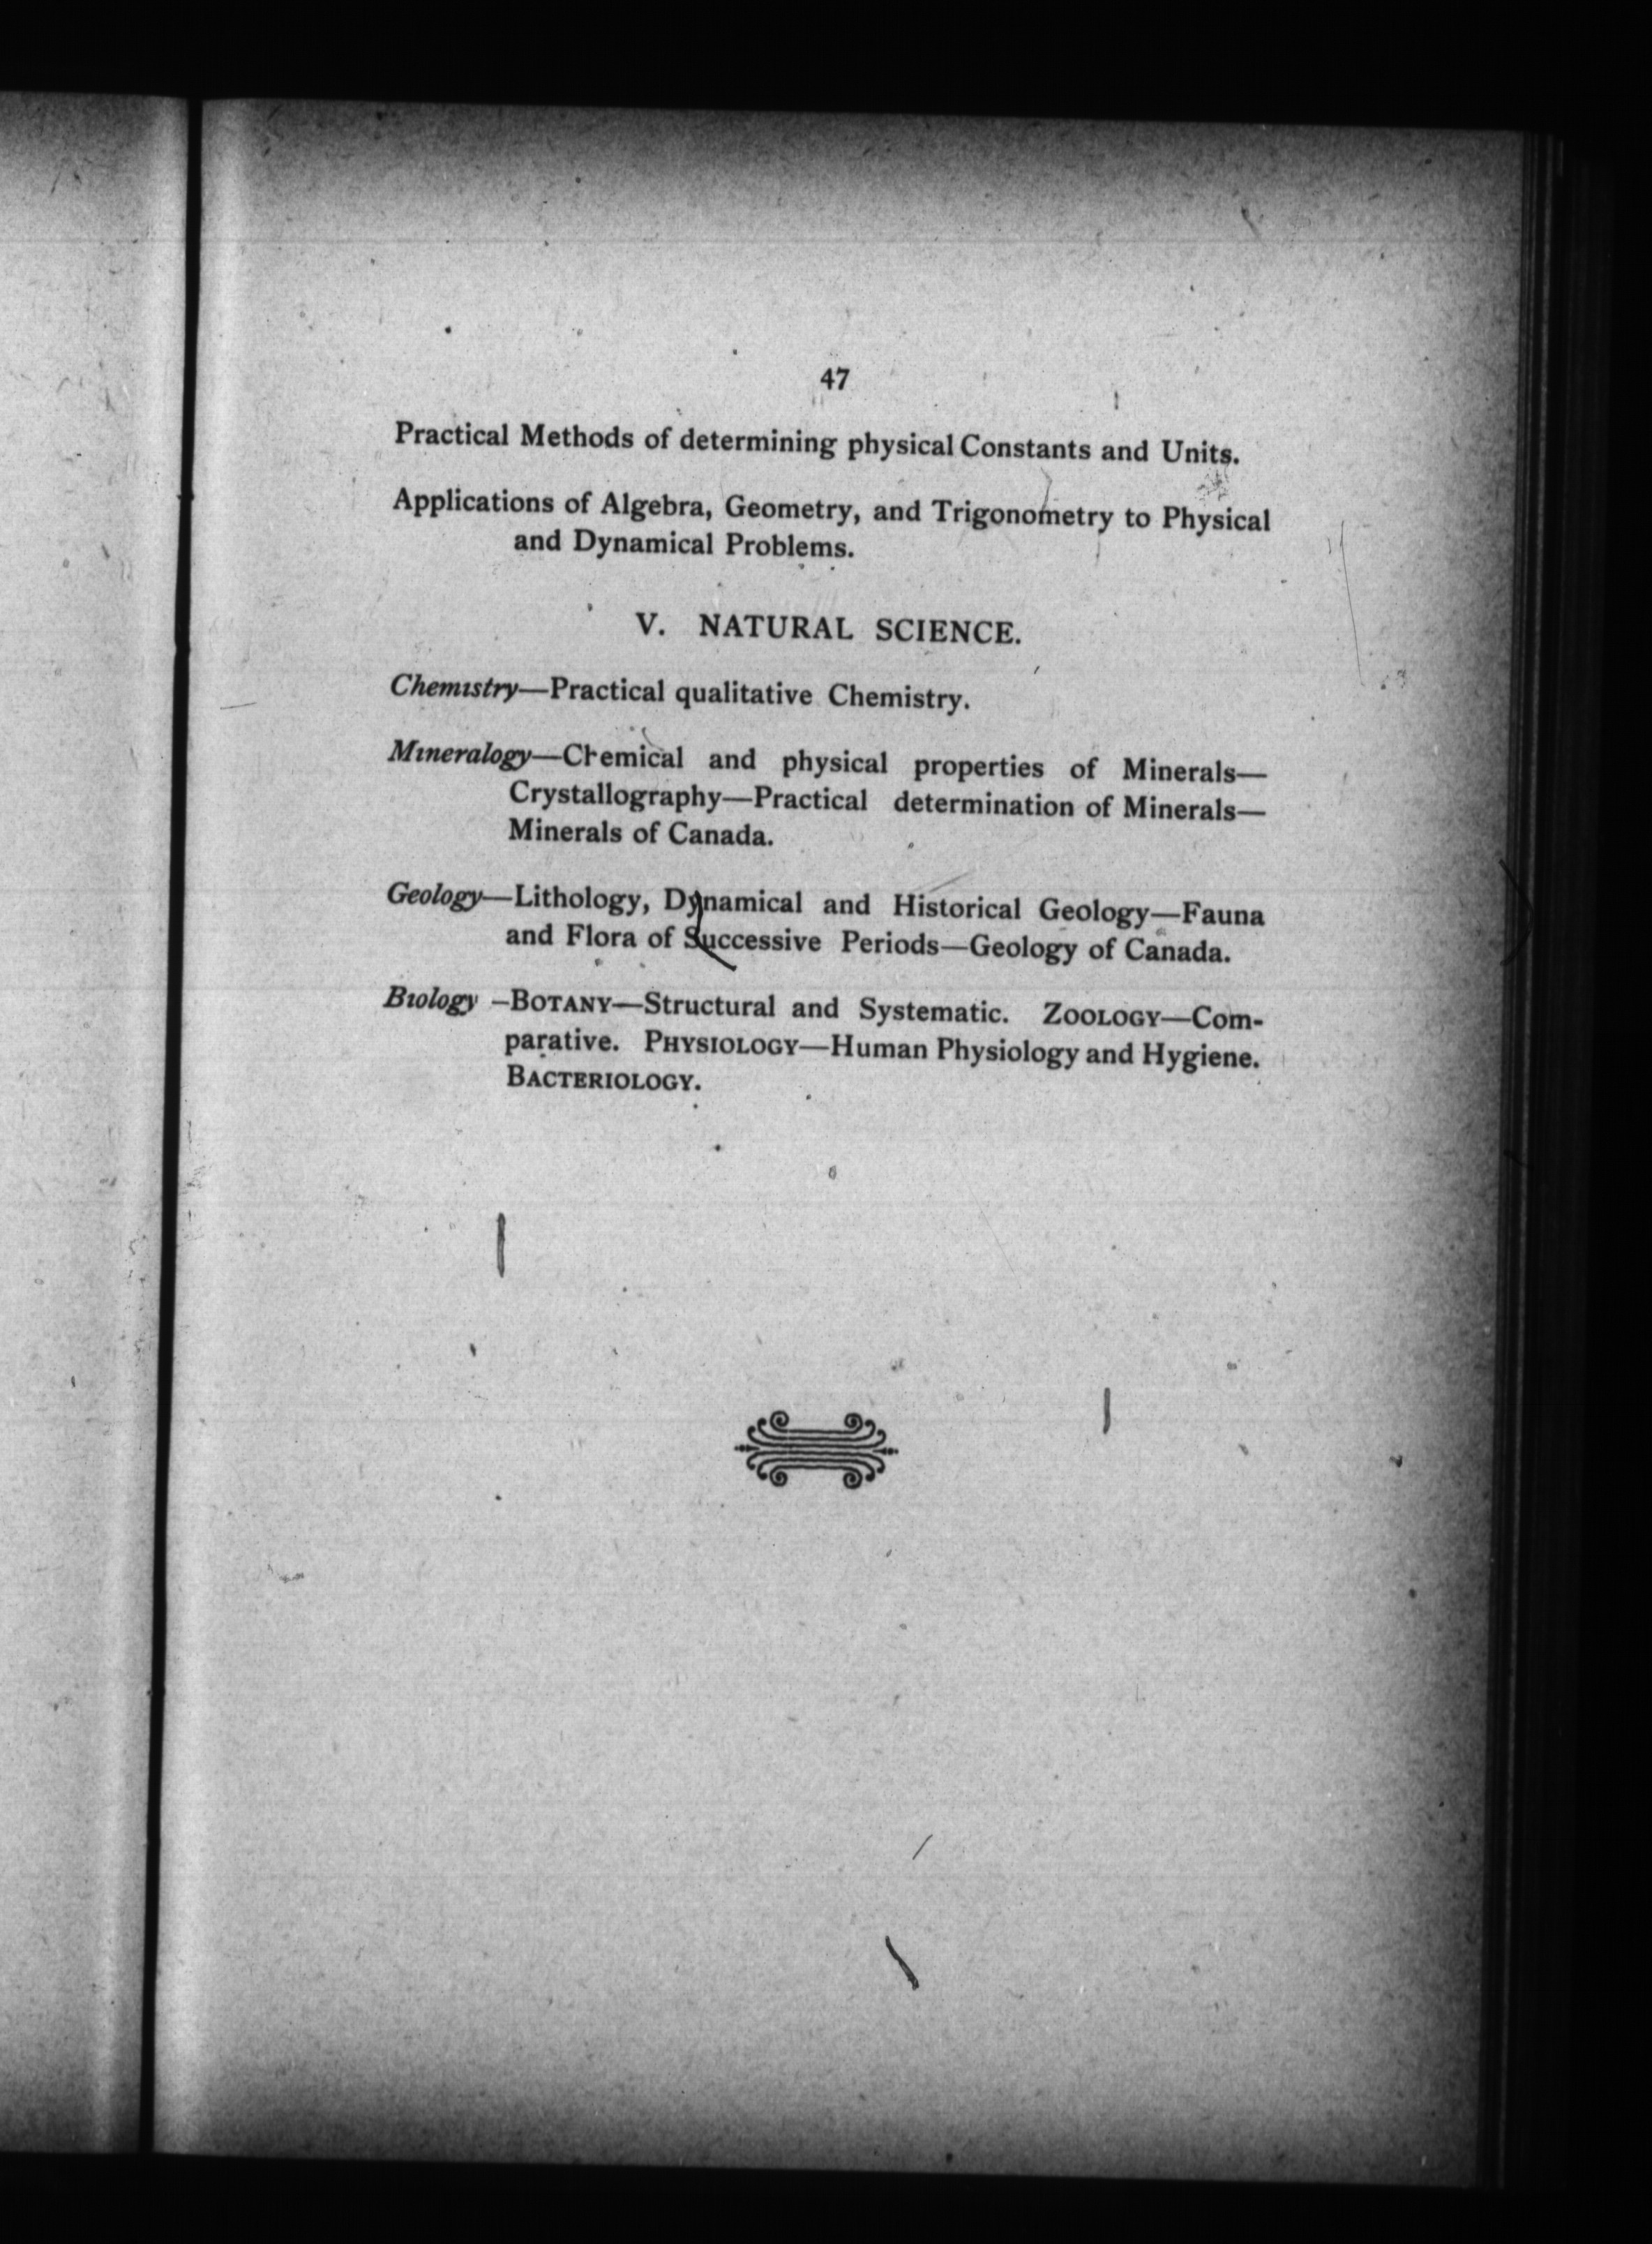 47
Practical Methods of determining physical Constants and Units.
Applications of Algebra, Geometry, and Trigonometry to Physical
and Dynamical Problems.
V. NATURAL SCIENCE.
Chemistry—Practical qualitative Chemistry.
Mineralogy—Chemical and physical properties of Minerals—
Crystallography—Practical determination of Minerals—
Minerals of Canada.
Geology—Lithology, Dynamical and Historical Geology—Fauna
and Flora of Successive Periods—Geology of Canada.
Biology –BOTANY—Structural and Systematic. ZOOLOGY—Com-
parative. PHYSIOLOGY—Human Physiology and Hygiene.
BACTERIOLOGY.